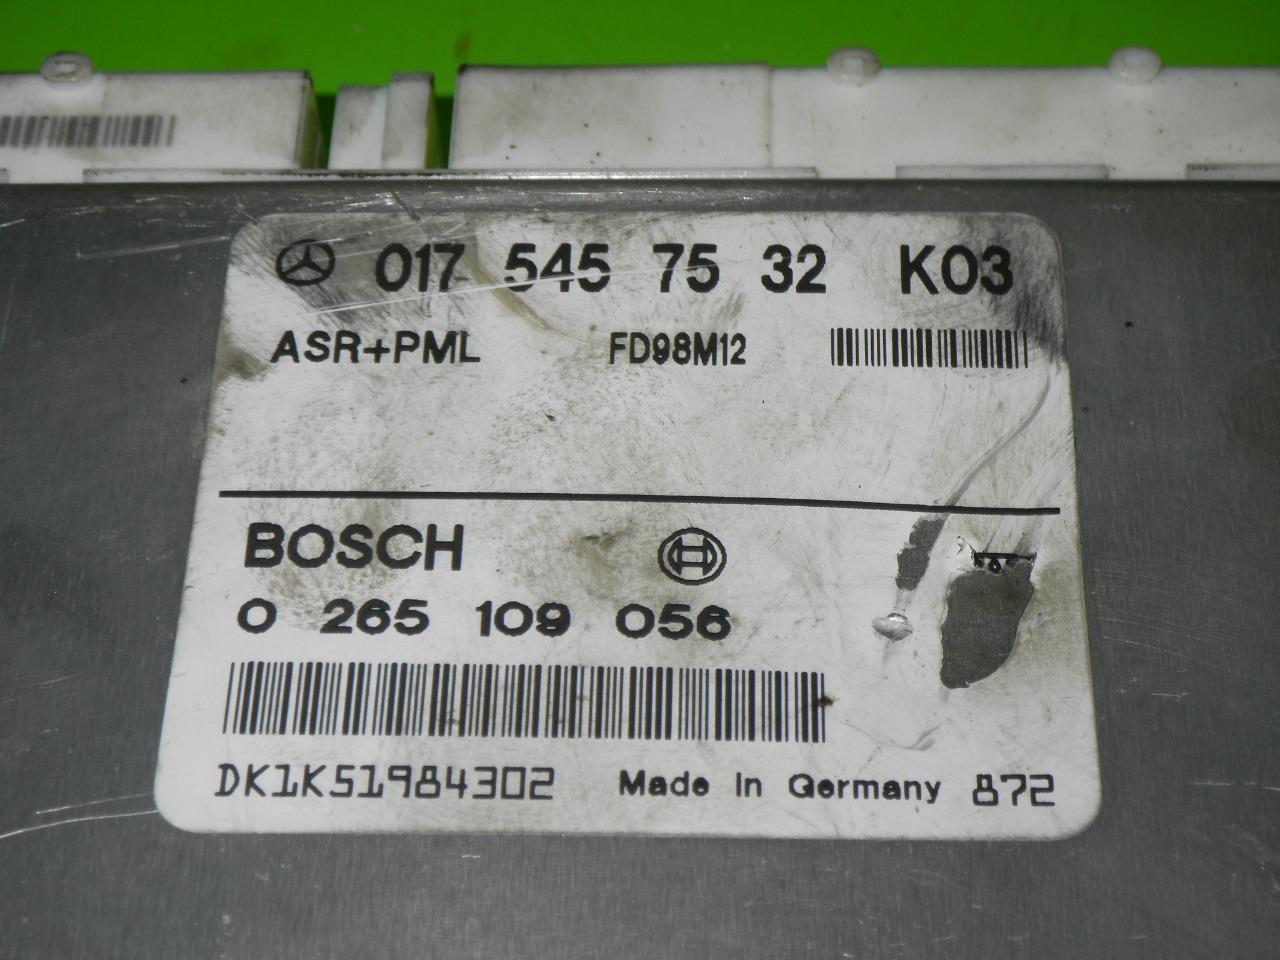 017 545 75 32 K03
ASR+PML FD98M12
BOSCH
0 265 109 056
DK1K51984302 Made in Germany 872